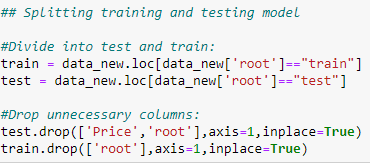 ## Splitting training and testing model
#Divide into test and train:
train = data_new.loc[data_new['root']=="train"]
test = data_new.loc[data_new['root']=="test"]
#Drop unnecessary columns:
test.drop(['Price','root'],axis=1,inplace=True)
train.drop(['root'],axis=1,inplace=True)